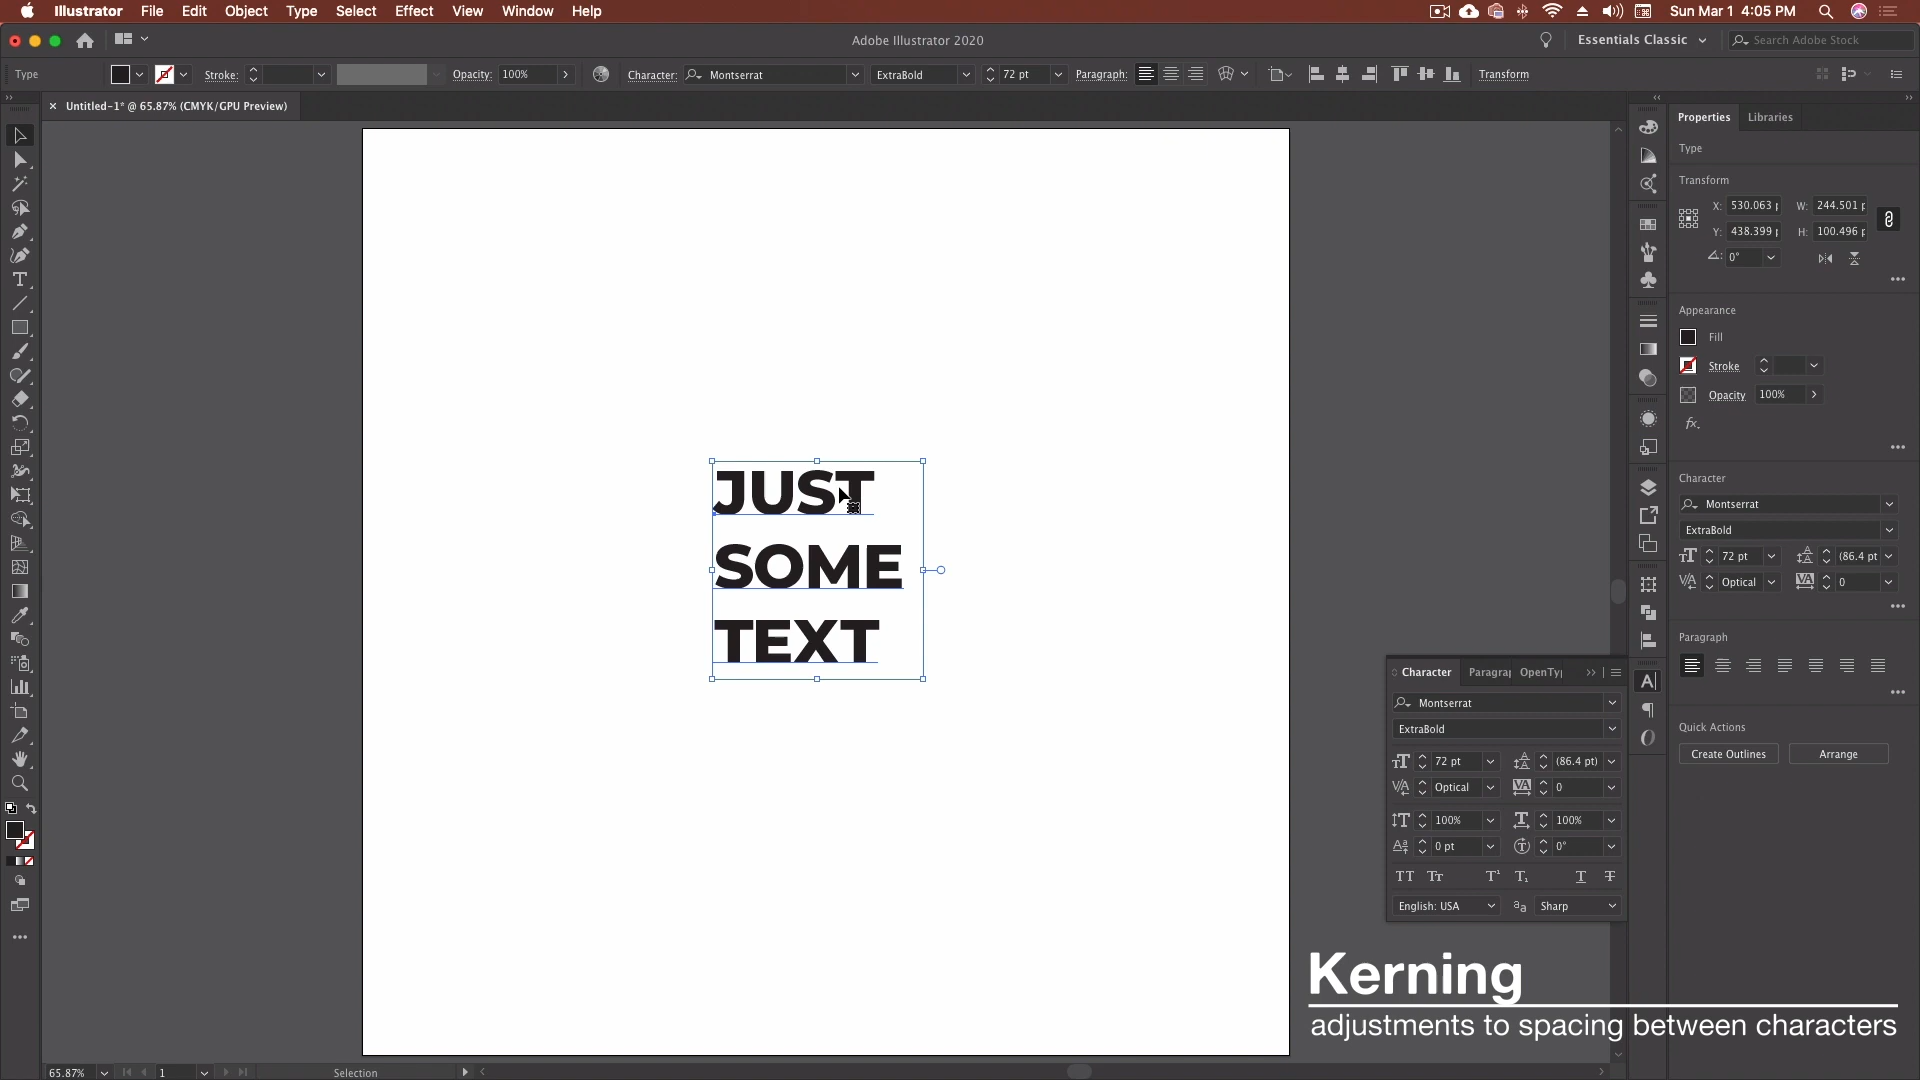 Illustrator File Edit Object Type Select Effect View Window Help
Sun Mar 1 4:05 PM
Adobe Illustrator 2020
Essentials Classic
Search Adobe Stock
Type Stroke: Opacity: 100% Character: Montserrat ExtraBold 72 pt Paragraph: Transform
Untitled-1* @ 65.87% (CMYK/GPU Preview)
Properties Libraries
Type
Transform
X: 530.063 W: 244.501
Y: 438.399 H: 100.496
0°
Appearance
Fill
Stroke
Opacity 100%
fx.
Character
Montserrat
ExtraBold
72 pt (86.4 pt
Optical 0
Paragraph
Quick Actions
Create Outlines Arrange
JUST
SOME
TEXT
Character Paragra OpenTy
Montserrat
ExtraBold
72 pt (86.4 pt)
Optical 0
100% 100%
0 pt 0°
English: USA Sharp
Kerning
adjustments to spacing between characters
65.87% 1 Selection